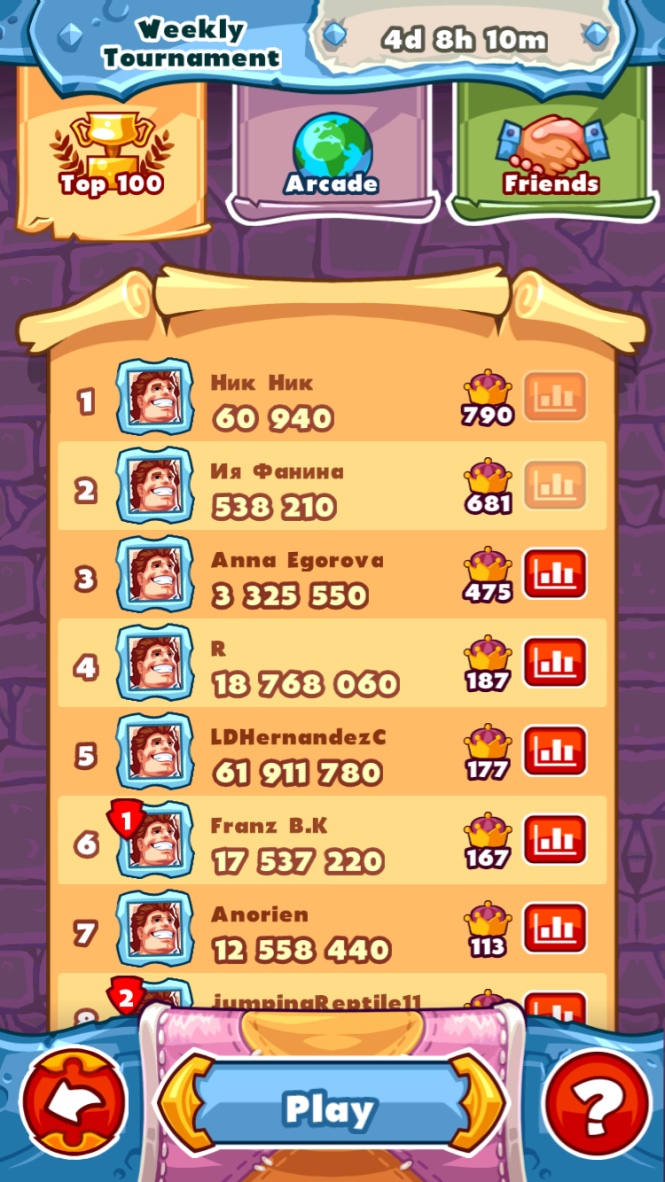 Weekly
Tournament
4d 8h 10m
Top 100
Arcade
Friends
1
Ник Ник
60 940
790
2
Ия Фанина
538 210
681
3
Anna Egorova
3 325 550
475
4
R
18 768 060
187
5
LDHernandezC
61 911 780
177
6
1
Franz B.K
17 537 220
167
7
Anorien
12 558 440
113
8
2
jumpingReptile11
Play
?